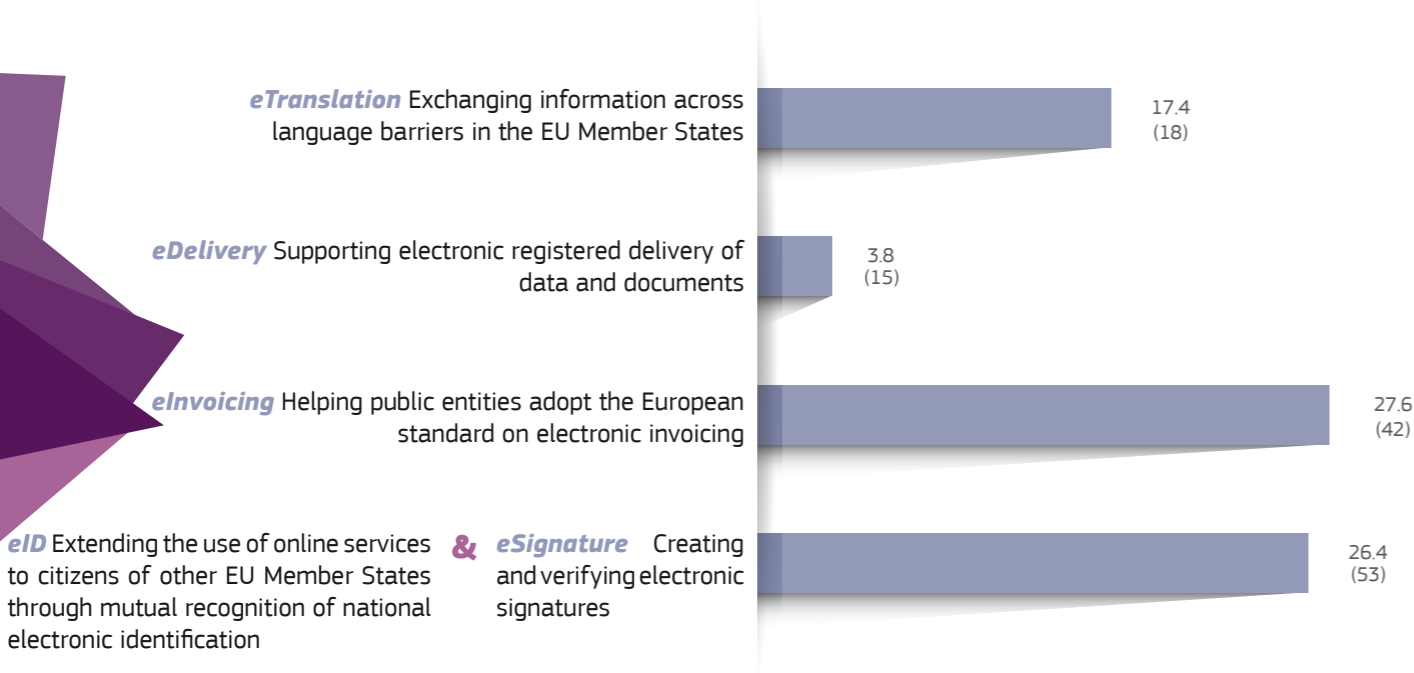 eTranslation Exchanging information across
language barriers in the EU Member States
17.4
(18)
eDelivery Supporting electronic registered delivery of
data and documents
3.8
(15)
eInvoicing Helping public entities adopt the European
standard on electronic invoicing
27.6
(42)
eID Extending the use of online services
to citizens of other EU Member States
through mutual recognition of national
electronic identification
&
eSignature Creating
and verifying electronic
signatures
26.4
(53)